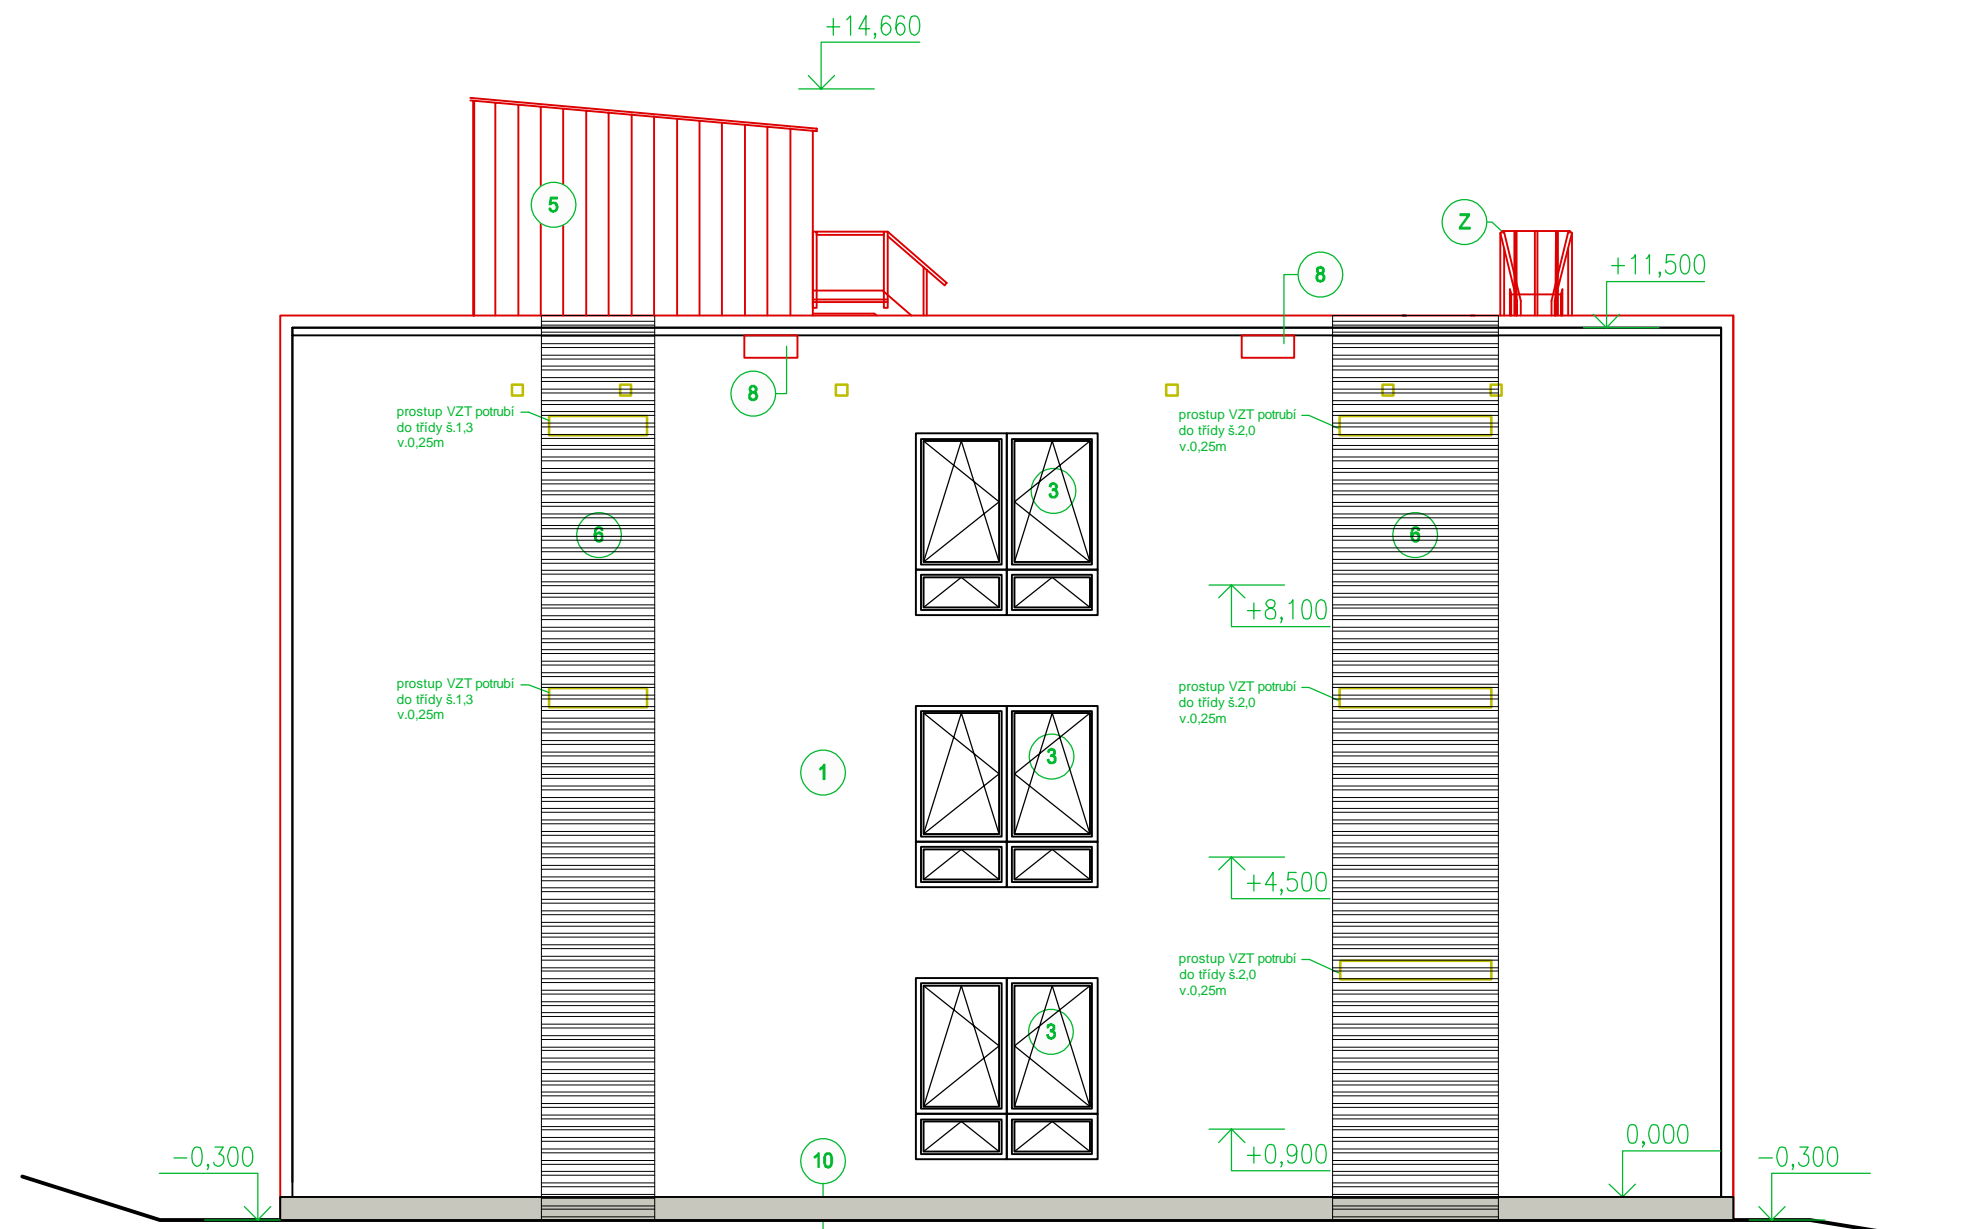 +14,660
5
Z
+11,500
8
8
prostup VZT potrubí
do třídy š.1,3
v.0,25m
prostup VZT potrubí
do třídy š.2,0
v.0,25m
3
6
6
+8,100
prostup VZT potrubí
do třídy š.1,3
v.0,25m
prostup VZT potrubí
do třídy š.2,0
v.0,25m
1
3
+4,500
prostup VZT potrubí
do třídy š.2,0
v.0,25m
3
10
+0,900
0,000
−0,300
−0,300